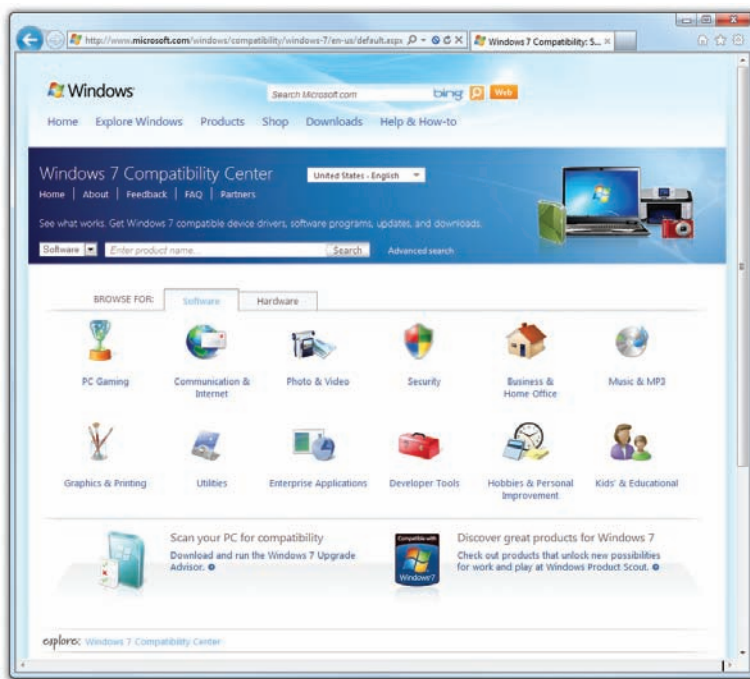 http://www.microsoft.com/windows/compatibility/windows-7/en-us/default.aspx
Windows 7 Compatibility: S...
Windows
Search Microsoft.com
bing
Web
Home Explore Windows Products Shop Downloads Help & How-to
Windows 7 Compatibility Center
United States - English
Home | About | Feedback | FAQ | Partners
See what works. Get Windows 7 compatible device drivers, software programs, updates, and downloads.
Software Enter product name... Search Advanced search
BROWSE FOR: Software Hardware
PC Gaming
Communication &
Internet
Photo & Video
Security
Business &
Home Office
Music & MP3
Graphics & Printing
Utilities
Enterprise Applications
Developer Tools
Hobbies & Personal
Improvement
Kids' & Educational
Scan your PC for compatibility
Download and run the Windows 7 Upgrade
Advisor.
Compatible with
Windows 7
Discover great products for Windows 7
Check out products that unlock new possibilities
for work and play at Windows Product Scout.
explore: Windows 7 Compatibility Center